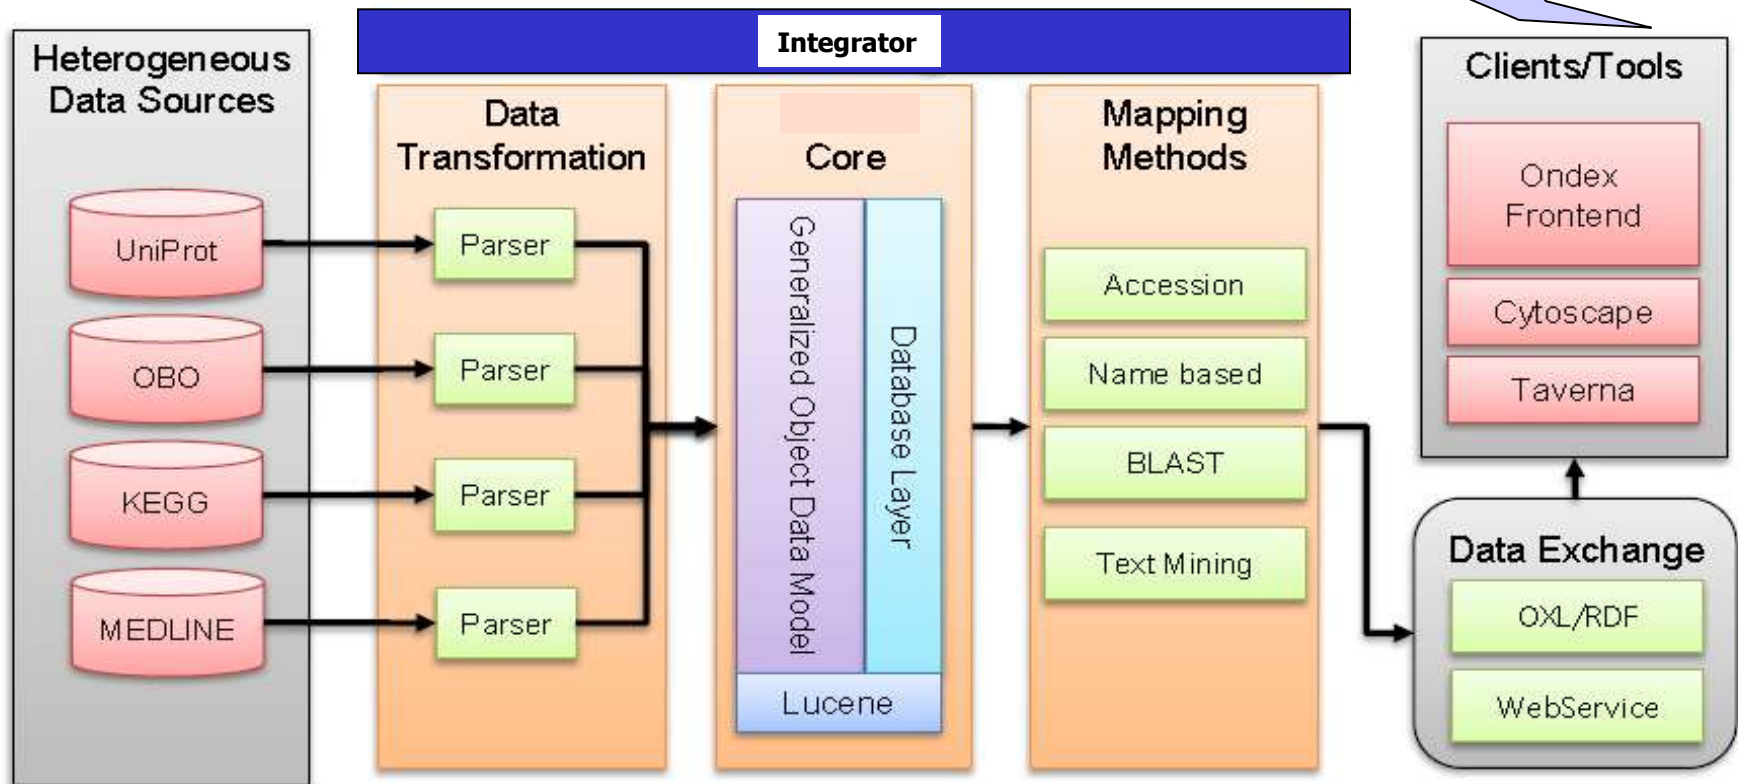 Integrator
Heterogeneous
Data Sources
UniProt
OBO
KEGG
MEDLINE
Data
Transformation
Parser
Parser
Parser
Parser
Core
Generalized Object Data Model
Database Layer
Lucene
Mapping
Methods
Accession
Name based
BLAST
Text Mining
Clients/Tools
Ondex
Frontend
Cytoscape
Taverna
Data Exchange
OXL/RDF
WebService